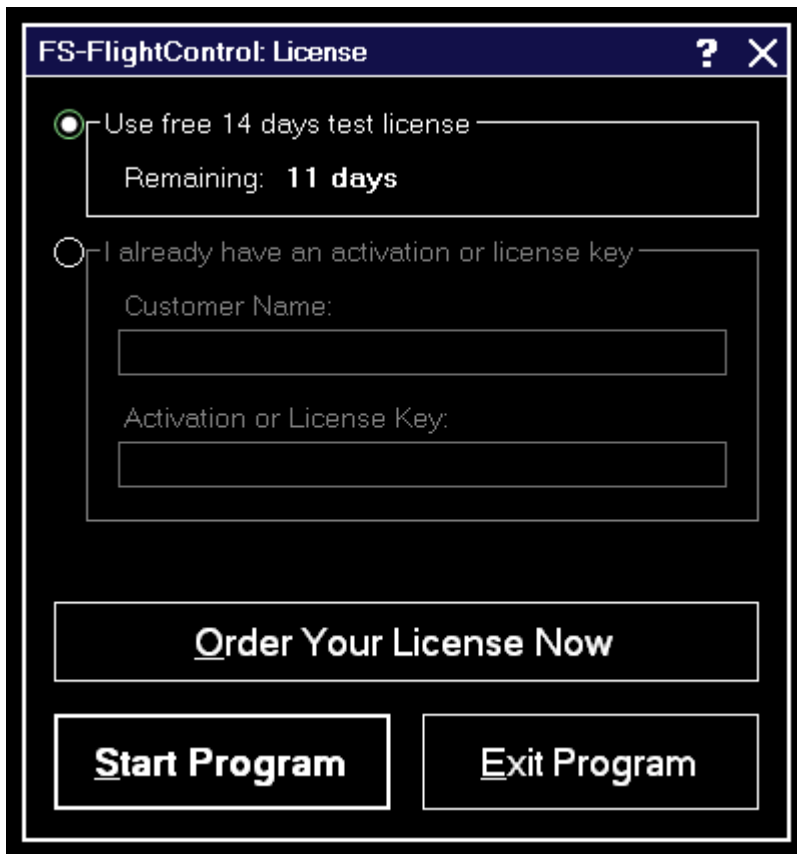 FS-FlightControl: License ? X
Use free 14 days test license
Remaining: 11 days
I already have an activation or license key
Customer Name:
Activation or License Key:
Order Your License Now
Start Program
Exit Program